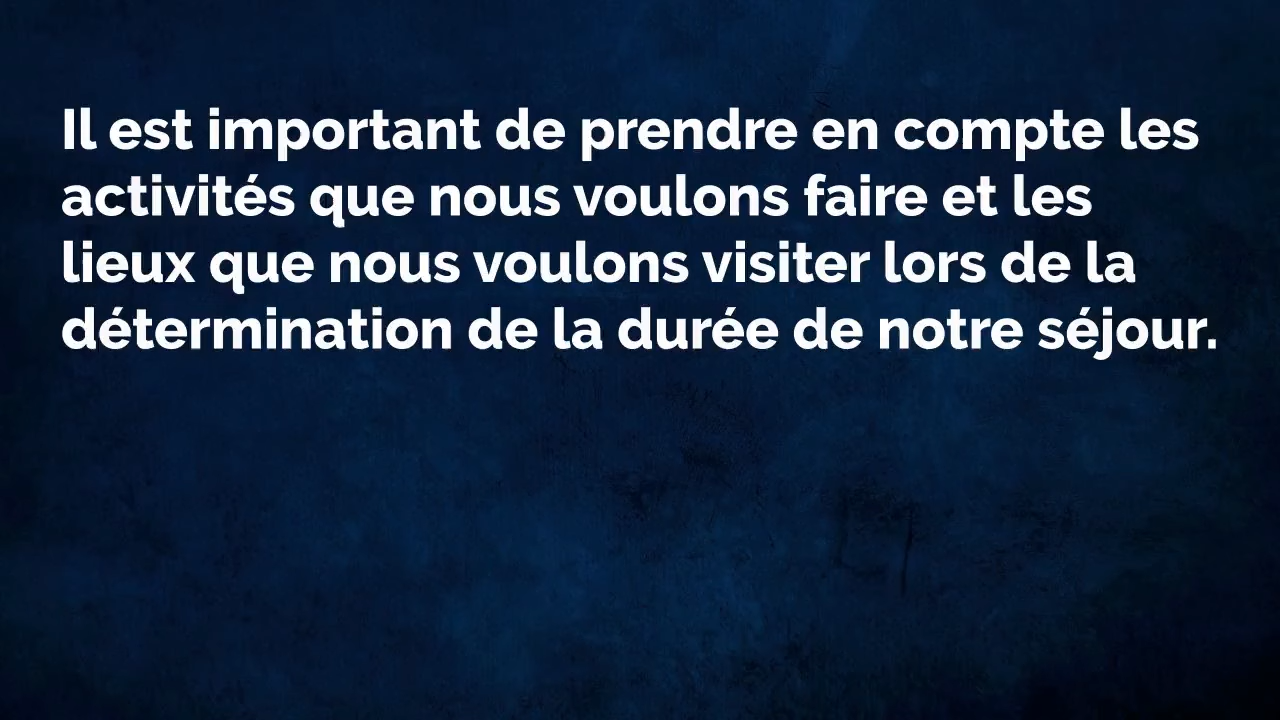 Il est important de prendre en compte les
activités que nous voulons faire et les
lieux que nous voulons visiter lors de la
détermination de la durée de notre séjour.